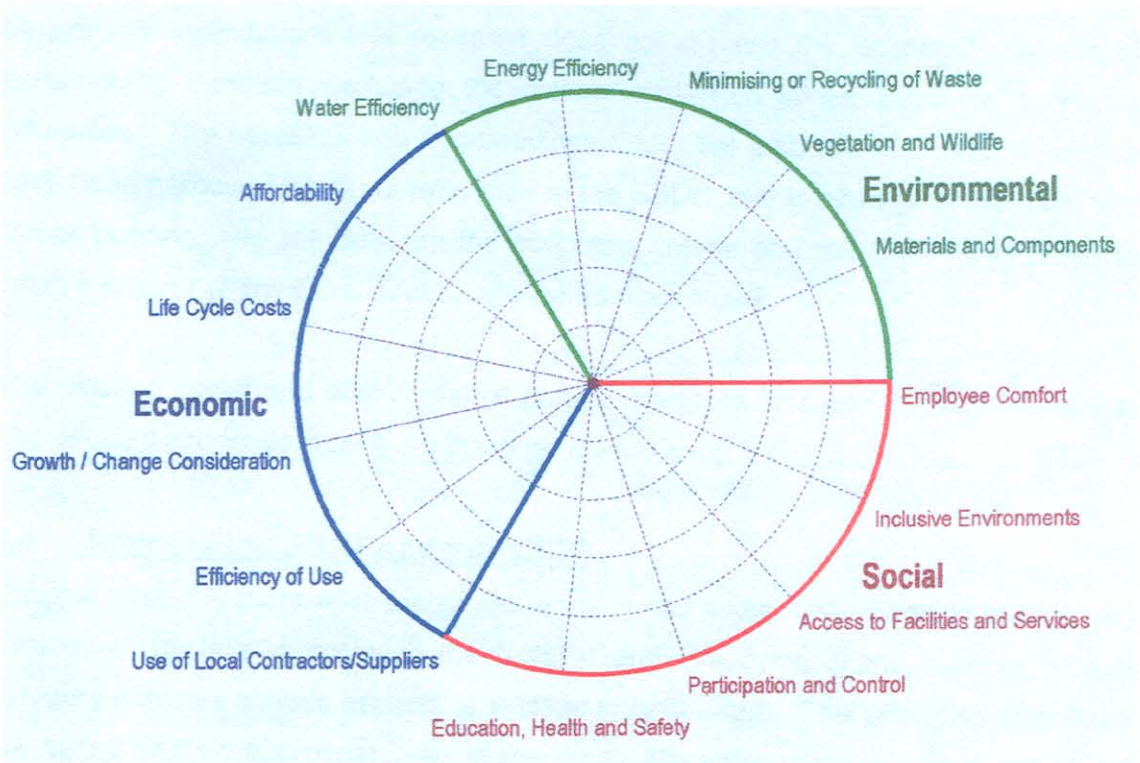 Energy Efficiency
Minimising or Recycling of Waste
Water Efficiency
Vegetation and Wildlife
Affordability
Environmental
Materials and Components
Life Cycle Costs
Economic
Employee Comfort
Growth / Change Consideration
Inclusive Environments
Efficiency of Use
Social
Access to Facilities and Services
Use of Local Contractors/Suppliers
Participation and Control
Education, Health and Safety